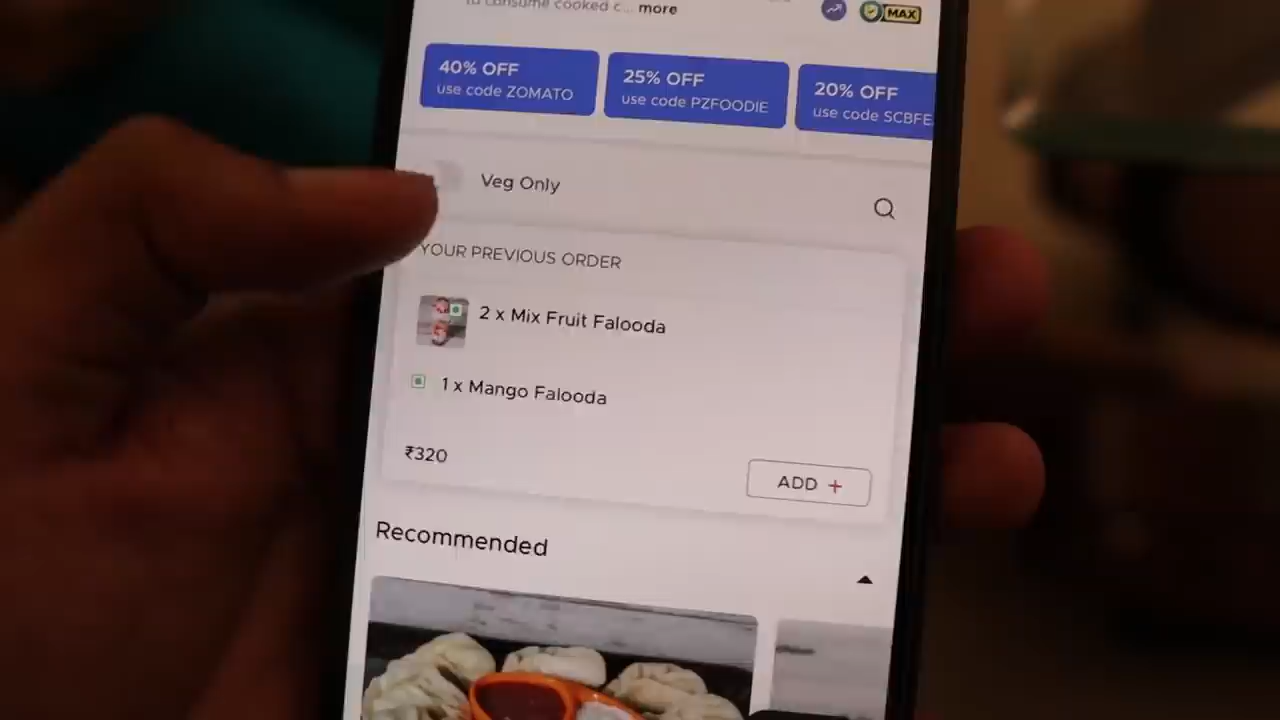 to consume cooked c... more
MAX
40% OFF
use code ZOMATO
25% OFF
use code PZFOODIE
20% OFF
use code SCBFE
Veg Only
YOUR PREVIOUS ORDER
2 x Mix Fruit Falooda
1 x Mango Falooda
₹320
ADD +
Recommended